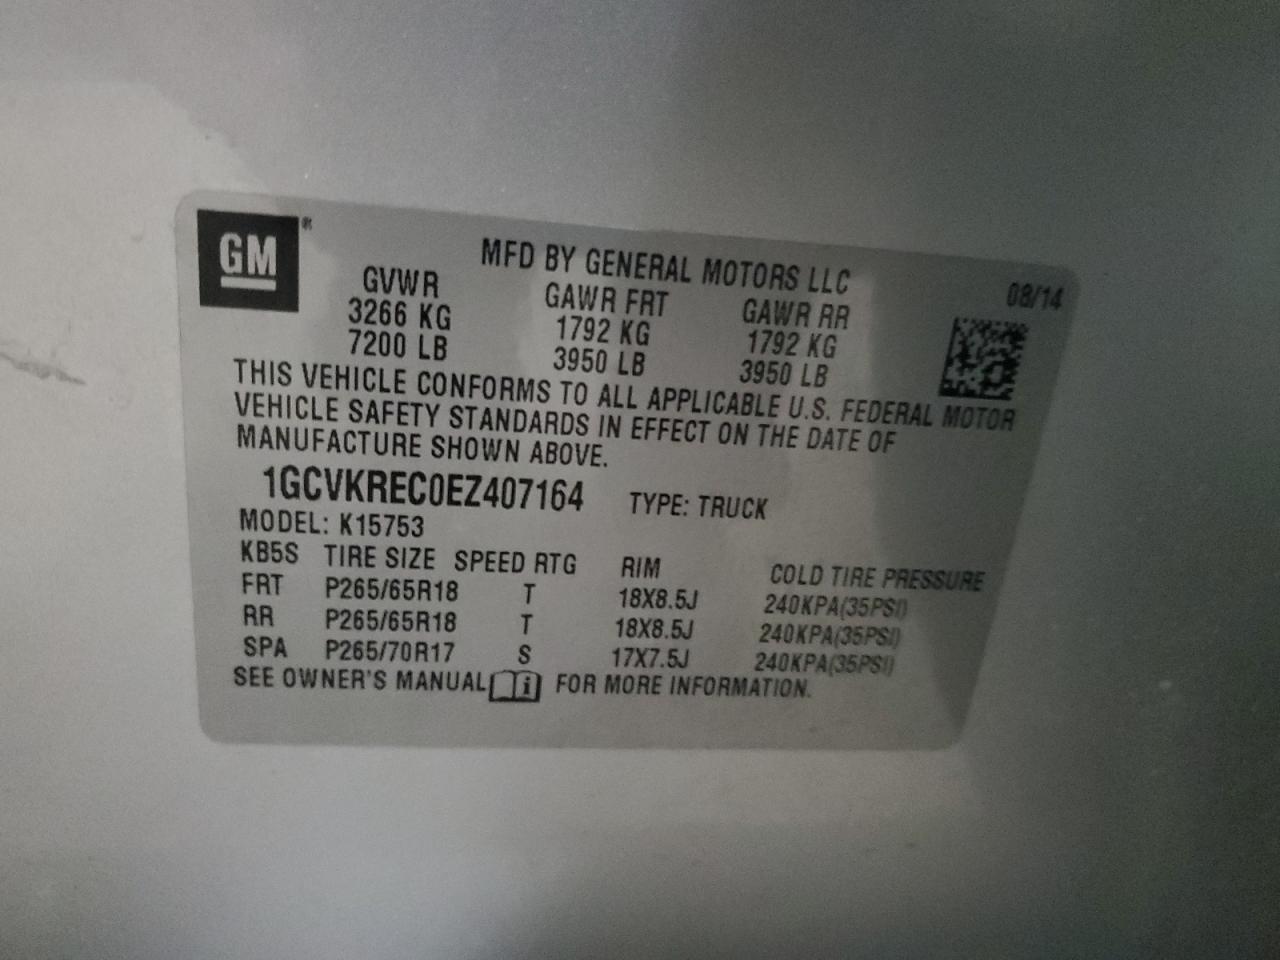 GM®
MFD BY GENERAL MOTORS LLC 08/14
GVWR GAWR FRT GAWR RR
3266 KG 1792 KG 1792 KG
7200 LB 3950 LB 3950 LB
THIS VEHICLE CONFORMS TO ALL APPLICABLE U.S. FEDERAL MOTOR
VEHICLE SAFETY STANDARDS IN EFFECT ON THE DATE OF
MANUFACTURE SHOWN ABOVE.
1GCVKREC0EZ407164 TYPE: TRUCK
MODEL: K15753
KB5S TIRE SIZE SPEED RTG RIM COLD TIRE PRESSURE
FRT P265/65R18 T 18X8.5J 240KPA(35PSI)
RR P265/65R18 T 18X8.5J 240KPA(35PSI)
SPA P265/70R17 S 17X7.5J 240KPA(35PSI)
SEE OWNER'S MANUAL i FOR MORE INFORMATION.